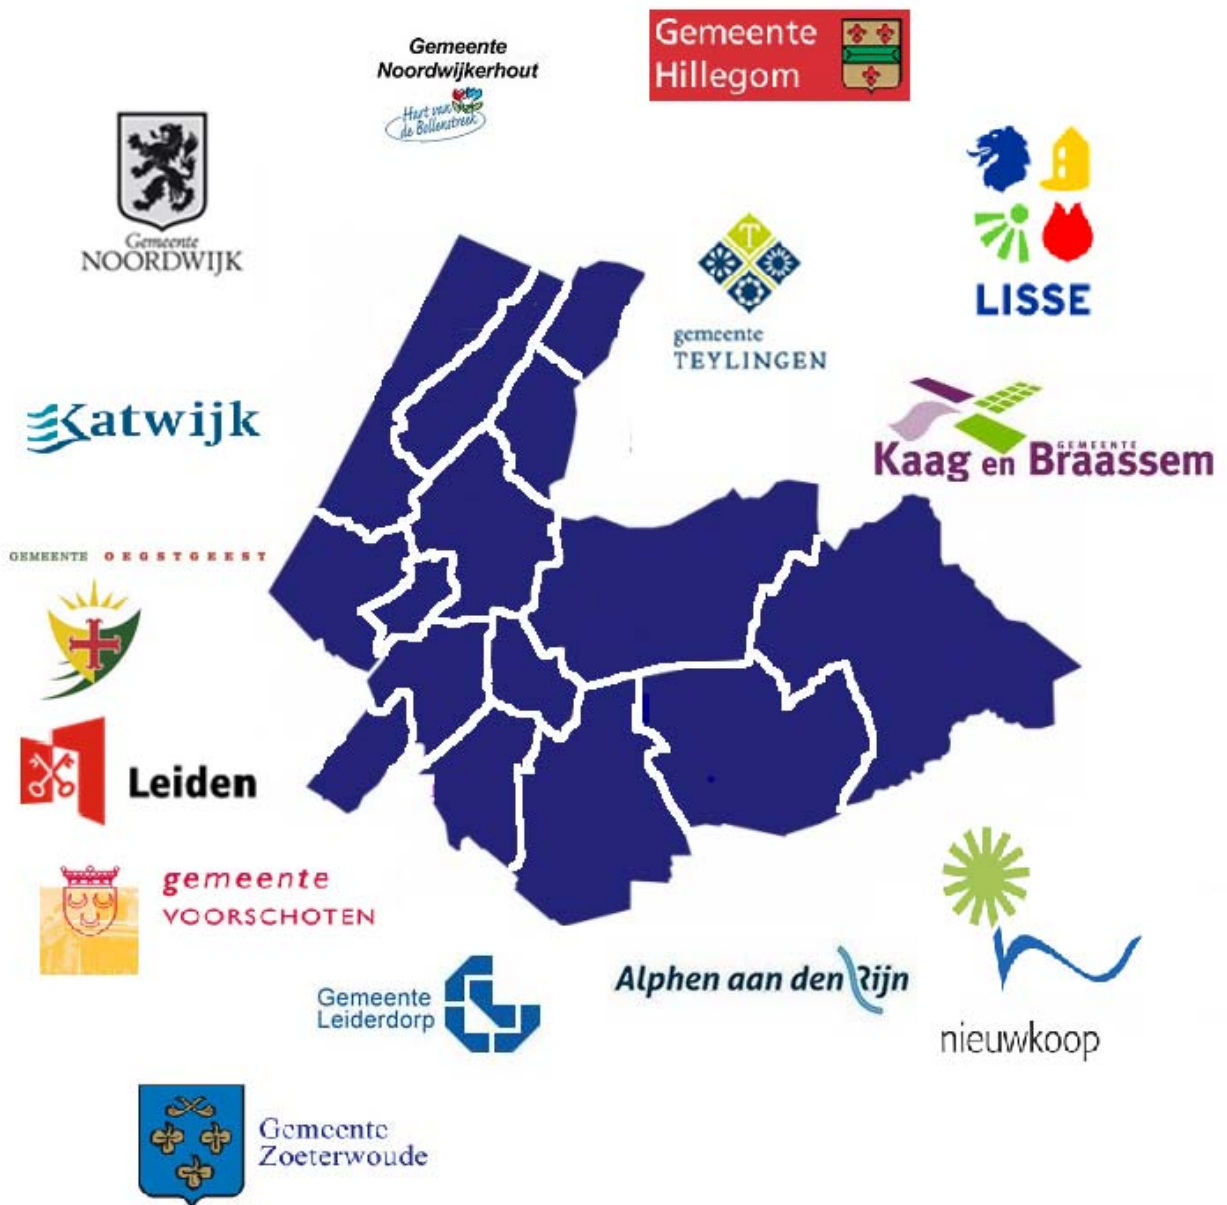 Gemeente
Noordwijkerhout
Hart van
de Bollenstreek
Gemeente
Hillegom
Gemeente
NOORDWIJK
LISSE
T
gemeente
TEYLINGEN
Katwijk
GEMEENTE
Kaag en Braassem
GEMEENTE OEGSTGEEST
Leiden
gemeente
VOORSCHOTEN
Gemeente
Leiderdorp
Alphen aan den Rijn
nieuwkoop
Gemeente
Zoeterwoude